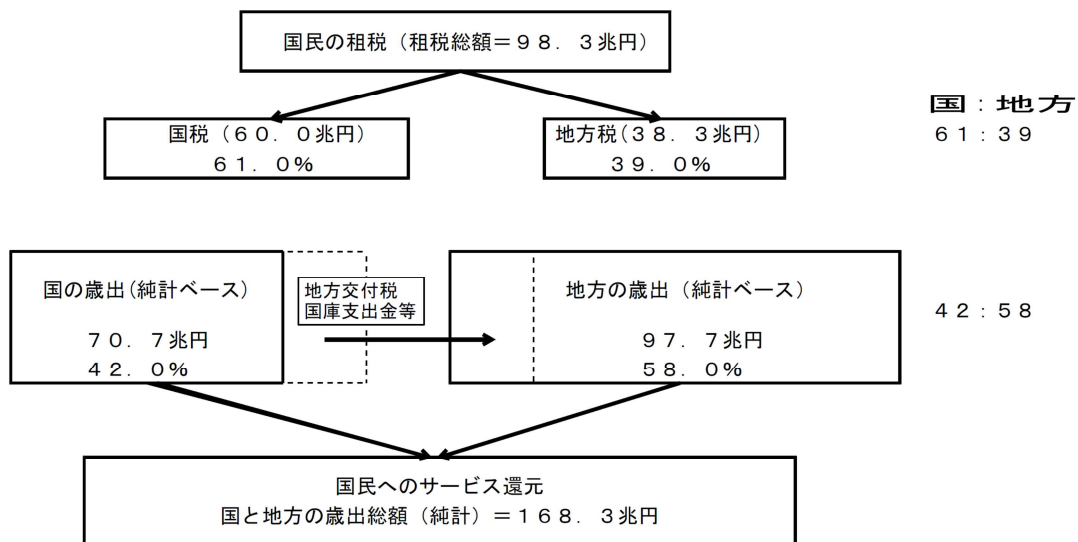 国民の租税（租税総額＝９８．３兆円）
国：地方
国税（６０．０兆円）
６１．０％
地方税（３８．３兆円）
３９．０％
６１：３９
国の歳出（純計ベース）
７０．７兆円
４２．０％
地方交付税
国庫支出金等
地方の歳出（純計ベース）
９７．７兆円
５８．０％
４２：５８
国民へのサービス還元
国と地方の歳出総額（純計）＝１６８．３兆円